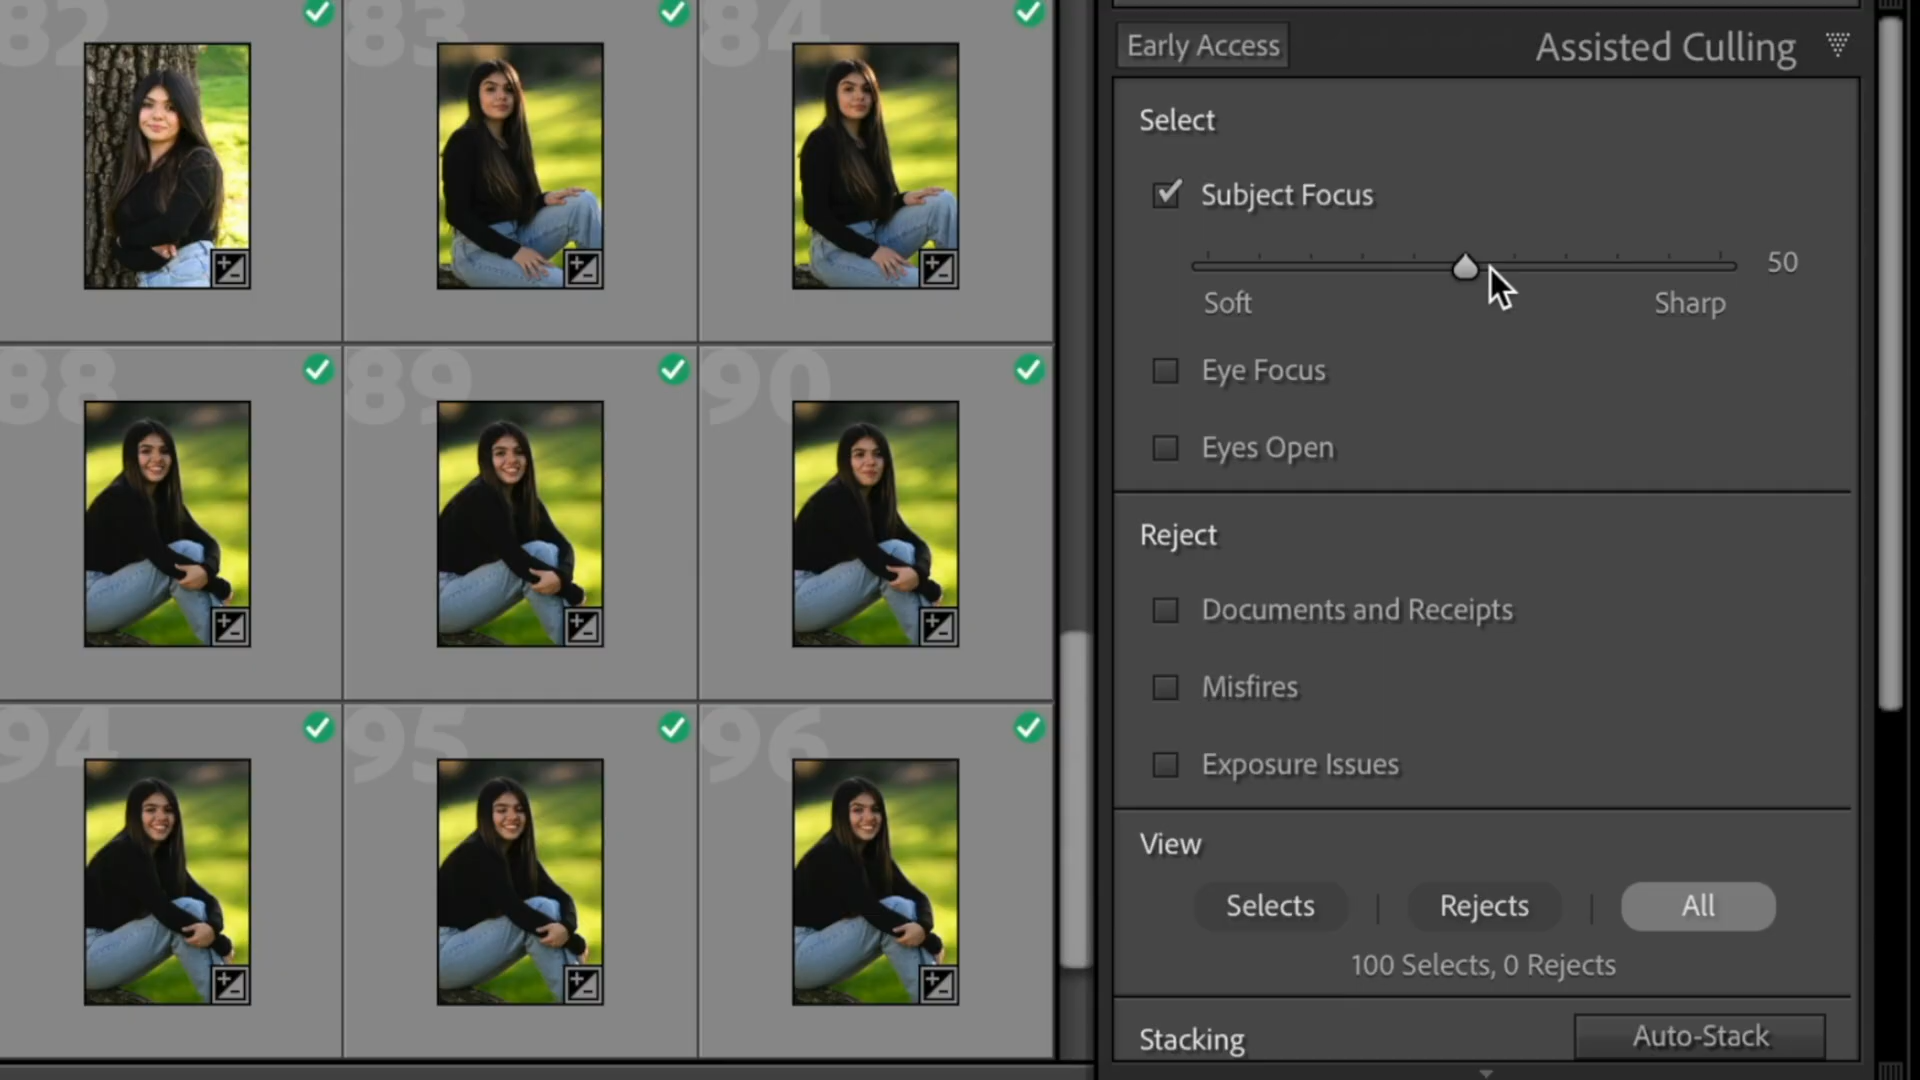 82
83
84
88
89
90
94
95
96
Early Access
Assisted Culling
Select
Subject Focus
50
Soft
Sharp
Eye Focus
Eyes Open
Reject
Documents and Receipts
Misfires
Exposure Issues
View
Selects | Rejects | All
100 Selects, 0 Rejects
Stacking
Auto-Stack